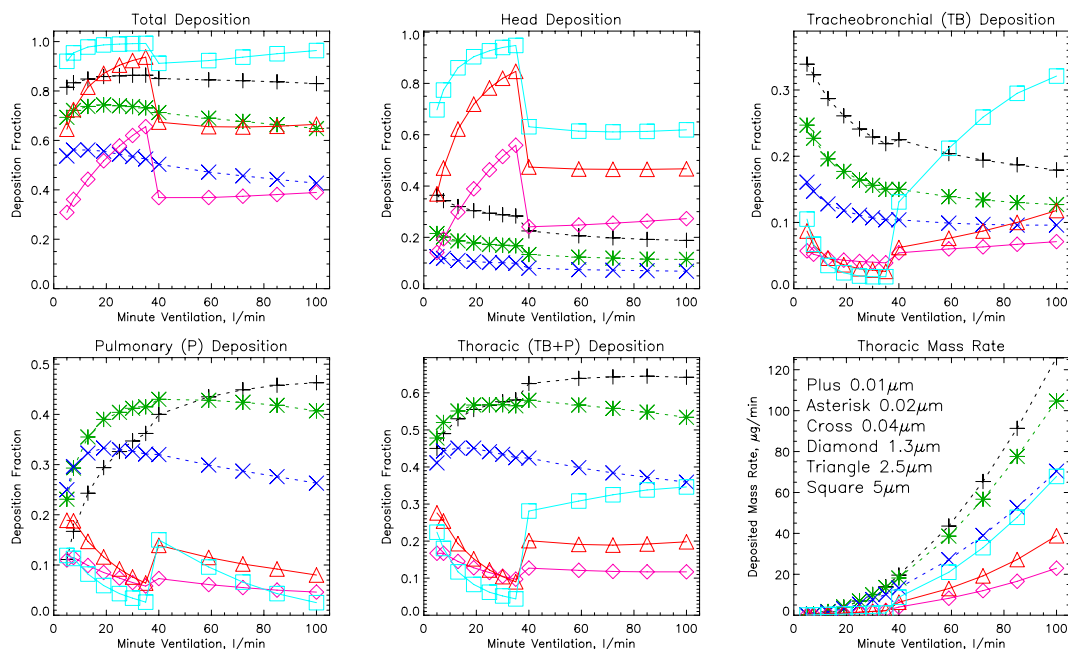 Total Deposition
Head Deposition
Tracheobronchial (TB) Deposition
Deposition Fraction
1.0
0.8
0.6
0.4
0.2
0.0
0 20 40 60 80 100
Minute Ventilation, l/min
Deposition Fraction
1.0
0.8
0.6
0.4
0.2
0.0
0 20 40 60 80 100
Minute Ventilation, l/min
Deposition Fraction
0.3
0.2
0.1
0.0
0 20 40 60 80 100
Minute Ventilation, l/min
Pulmonary (P) Deposition
Thoracic (TB+P) Deposition
Thoracic Mass Rate
Deposition Fraction
0.5
0.4
0.3
0.2
0.1
0.0
0 20 40 60 80 100
Minute Ventilation, l/min
Deposition Fraction
0.7
0.6
0.5
0.4
0.3
0.2
0.1
0.0
0 20 40 60 80 100
Minute Ventilation, l/min
Deposited Mass Rate, μg/min
120
100
80
60
40
20
0
Plus 0.01μm
Asterisk 0.02μm
Cross 0.04μm
Diamond 1.3μm
Triangle 2.5μm
Square 5μm
0 20 40 60 80 100
Minute Ventilation, l/min